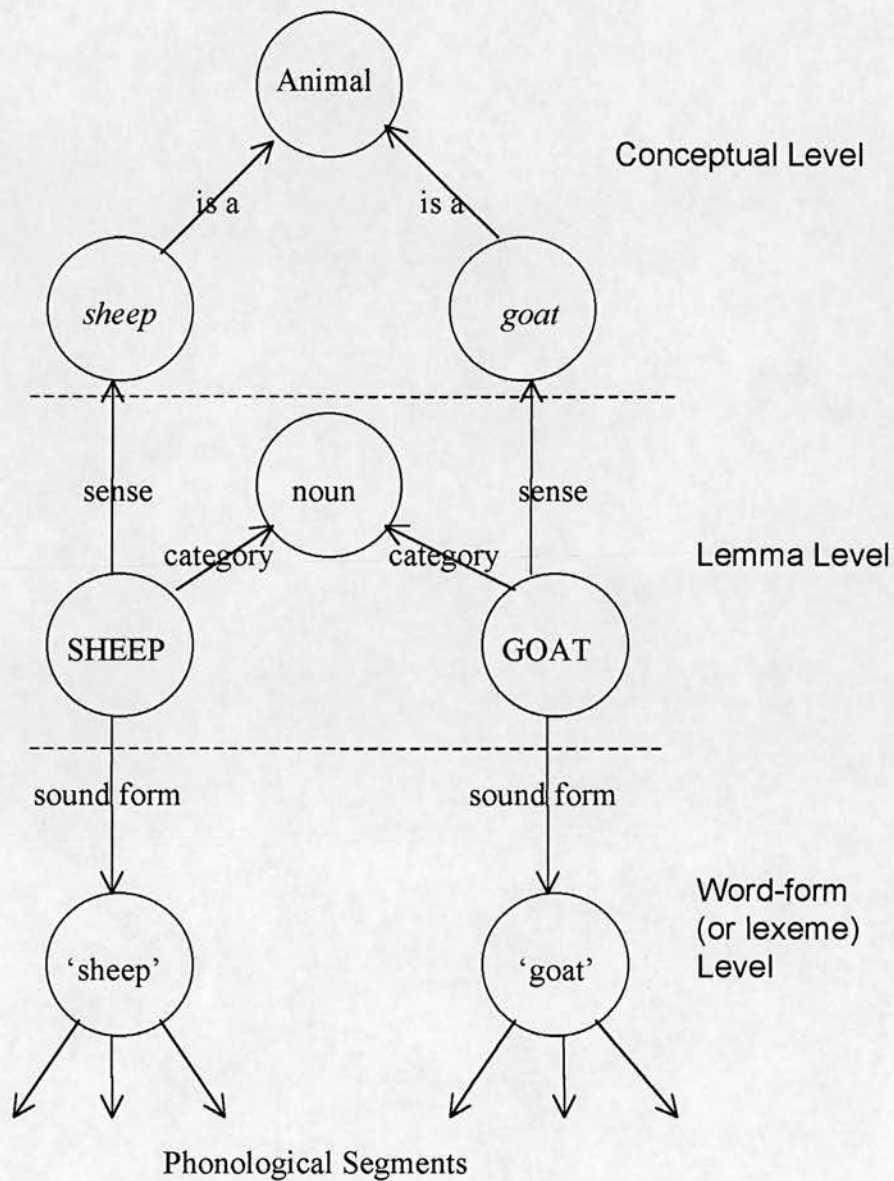 Animal
Conceptual Level
is a is a
sheep goat
sense noun sense
category category
Lemma Level
SHEEP GOAT
sound form sound form
Word-form
(or lexeme)
Level
‘sheep’ ‘goat’
Phonological Segments